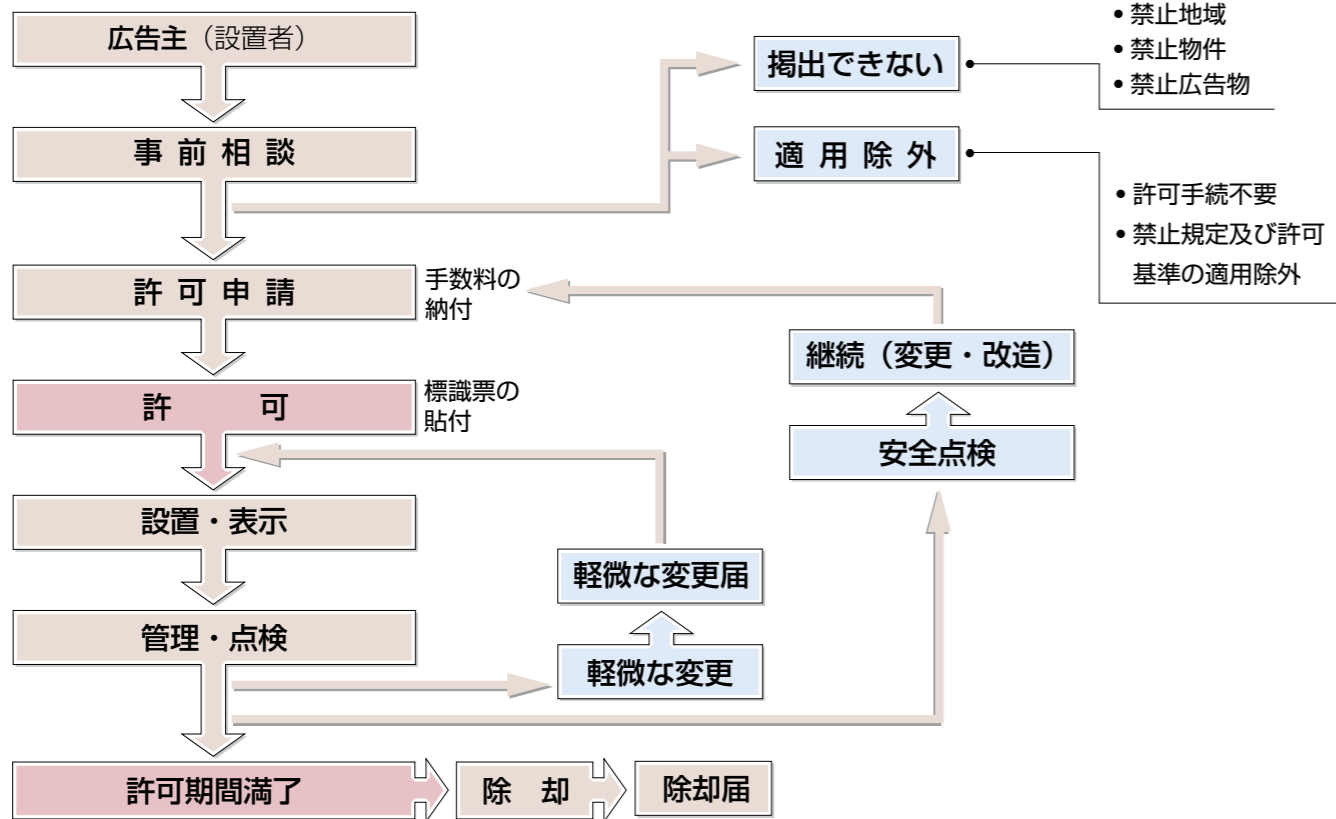 広告主（設置者）
事前相談
掲出できない
• 禁止地域
• 禁止物件
• 禁止広告物
適用除外
• 許可手続不要
• 禁止規定及び許可
基準の適用除外
許可申請
手数料の
納付
継続（変更・改造）
許可
標識票の
貼付
安全点検
設置・表示
軽微な変更届
管理・点検
軽微な変更
許可期間満了
除却
除却届